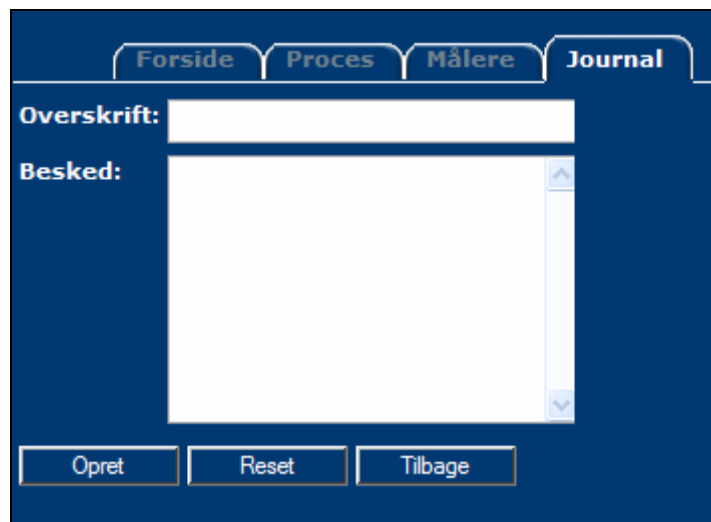 Forside Proces Målere Journal
Overskrift:
Besked:
Opret Reset Tilbage